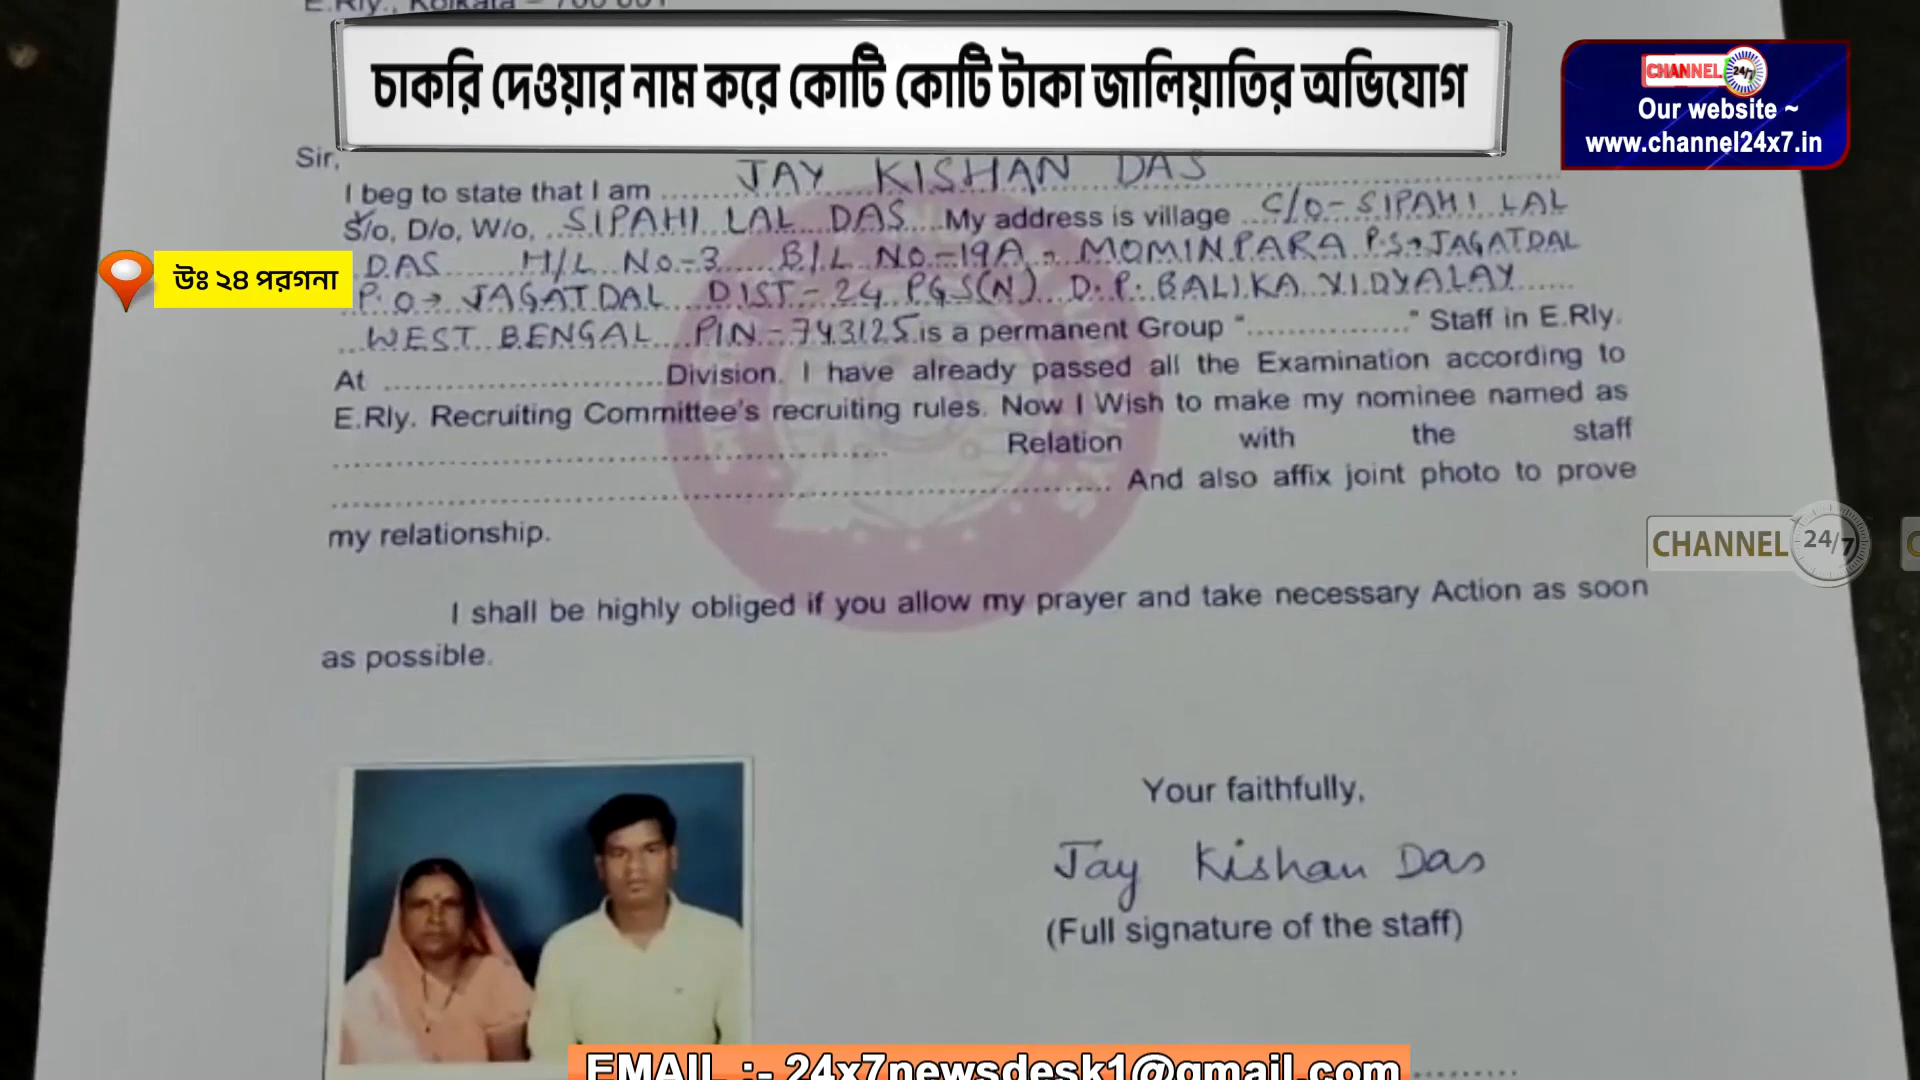 চাকরি দেওয়ার নাম করে কোটি কোটি টাকা জালিয়াতির অভিযোগ
CHANNEL 24/7
Our website ~
www.channel24x7.in
উঃ ২৪ পরগনা
E.Rly., Kolkata – 700 001
Sir,
I beg to state that I am ........ JAY KISHAN DAS ........
S/o, D/o, W/o, ..SIPAHI LAL DAS.... My address is village ..C/O-SIPAHI LAL
DAS H/L NO-3 B/L NO-19A, MOMINPARA P.S→JAGATDAL
P.O→ JAGATDAL DIST-24 PGS(N) D.P. BALIKA VIDYALAY
WEST BENGAL PIN-743125 is a permanent Group "................" Staff in E.Rly.
At ............................Division. I have already passed all the Examination according to
E.Rly. Recruiting Committee's recruiting rules. Now I Wish to make my nominee named as
........................................................ Relation with the staff
................................................................................ And also affix joint photo to prove
my relationship.
I shall be highly obliged if you allow my prayer and take necessary Action as soon
as possible.
CHANNEL 24/7
Your faithfully,
Jay Kishan Das
(Full signature of the staff)
EMAIL :- 24x7newsdesk1@gmail.com